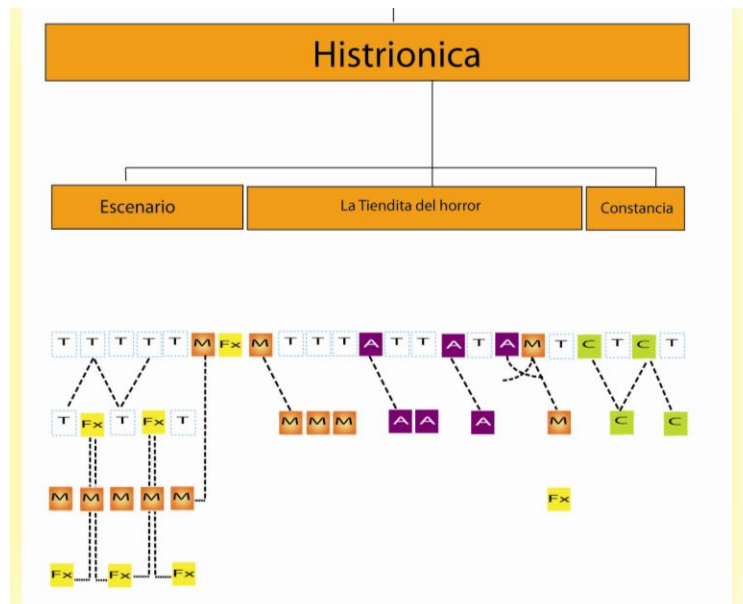 Histrionica
Escenario La Tiendita del horror Constancia
T T T T T M Fx M T T T A T T A T A M T C T C T
T Fx T Fx T M M M A A A M C C
M M M M M Fx
Fx Fx Fx